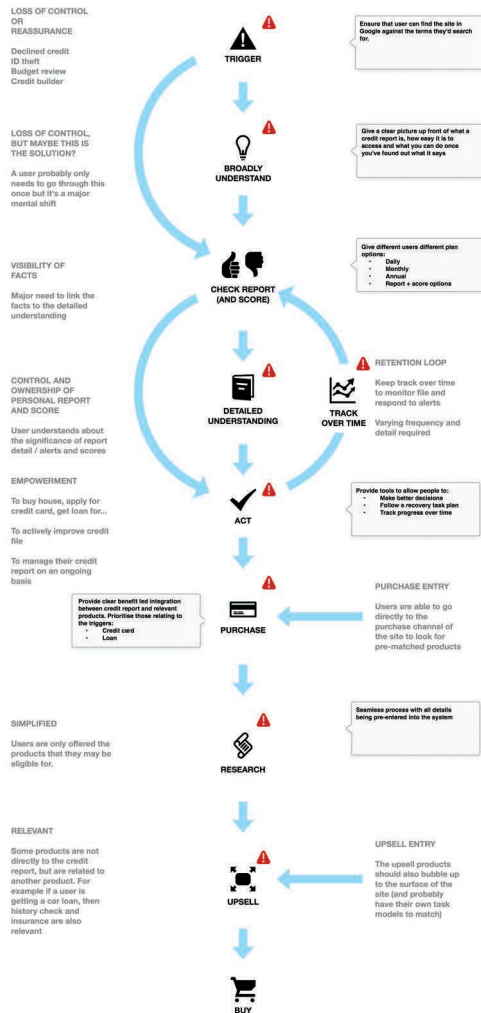 LOSS OF CONTROL
OR
REASSURANCE
Declined credit
ID theft
Budget review
Credit builder
TRIGGER
Ensure that user can find the site in
Google against the terms they'd search
for.
LOSS OF CONTROL,
BUT MAYBE THIS IS
THE SOLUTION?
A user probably only
needs to go through this
once but it's a major
mental shift
BROADLY
UNDERSTAND
Give a clear picture up front of what a
credit report is, how easy it is to
access and what you can do once
you've found out what it says
VISIBILITY OF
FACTS
Major need to link the
facts to the detailed
understanding
CHECK REPORT
(AND SCORE)
Give different users different plan
options:
• Daily
• Monthly
• Annual
• Report + score options
CONTROL AND
OWNERSHIP OF
PERSONAL REPORT
AND SCORE
User understands about
the significance of report
detail / alerts and scores
DETAILED
UNDERSTANDING
TRACK
OVER TIME
RETENTION LOOP
Keep track over time
to monitor file and
respond to alerts
Varying frequency and
detail required
EMPOWERMENT
To buy house, apply for
credit card, get loan for...
To actively improve credit
file
To manage their credit
report on an ongoing
basis
ACT
Provide tools to allow people to:
• Make better decisions
• Follow a recovery task plan
• Track progress over time
Provide clear benefit led integration
between credit report and relevant
products. Prioritise those relating to
the triggers:
• Credit card
• Loan
PURCHASE
PURCHASE ENTRY
Users are able to go
directly to the
purchase channel of
the site to look for
pre-matched products
SIMPLIFIED
Users are only offered the
products that they may be
eligible for.
RESEARCH
Seamless process with all details
being pre-entered into the system
RELEVANT
Some products are not
directly to the credit
report, but are related to
another product. For
example if a user is
getting a car loan, then
history check and
insurance are also
relevant
UPSELL
UPSELL ENTRY
The upsell products
should also bubble up
to the surface of the
site (and probably
have their own task
models to match)
BUY